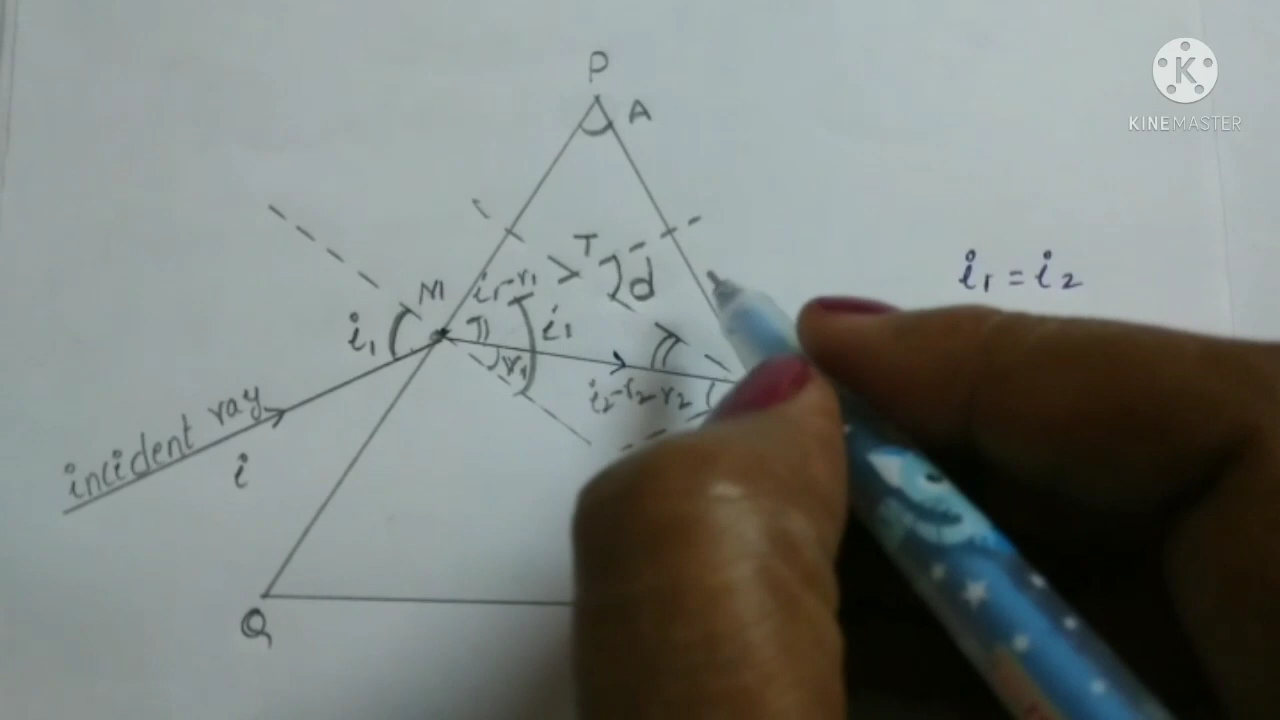 P
A
KINEMASTER
T
d
M
i₁-r₁
i₁
i₁
i₁ = i₂
r₁
i₂-r₂
r₂
incident ray
i
Q